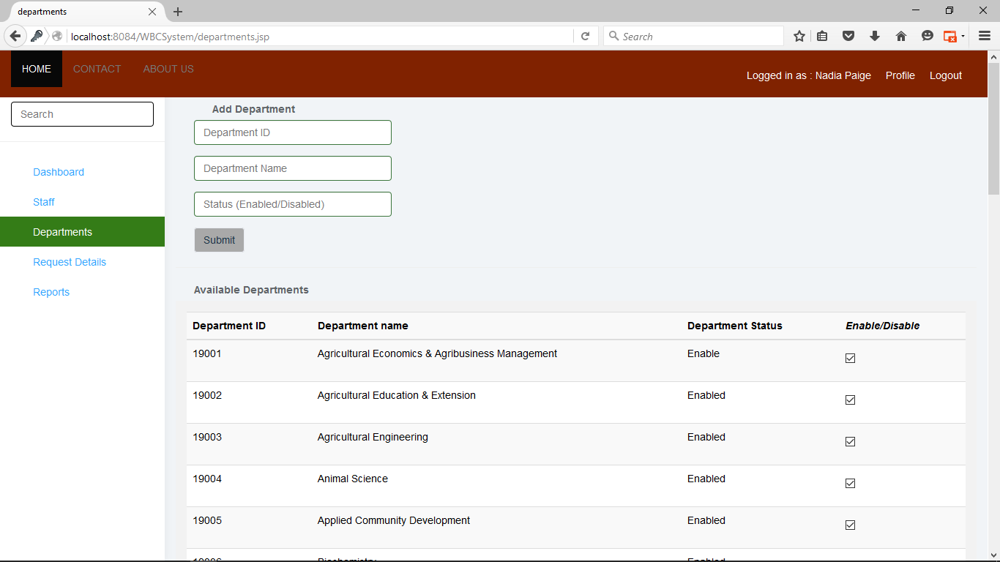 departments
localhost:8084/WBCSystem/departments.jsp
Search
HOME CONTACT ABOUT US
Logged in as : Nadia Paige Profile Logout
Search
Dashboard
Staff
Departments
Request Details
Reports
Add Department
Department ID
Department Name
Status (Enabled/Disabled)
Submit
Available Departments
Department ID Department name Department Status Enable/Disable
19001 Agricultural Economics & Agribusiness Management Enable
19002 Agricultural Education & Extension Enabled
19003 Agricultural Engineering Enabled
19004 Animal Science Enabled
19005 Applied Community Development Enabled
19006 Biochemistry Enabled